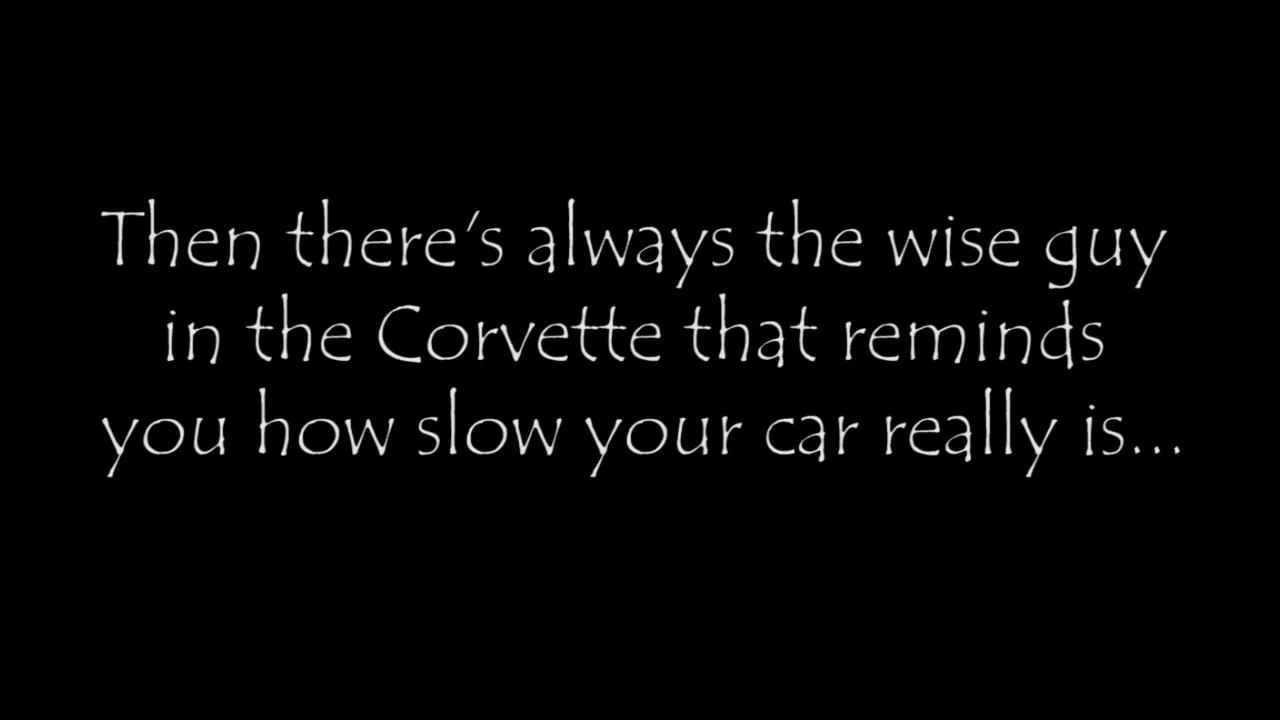 Then there's always the wise guy
in the Corvette that reminds
you how slow your car really is...